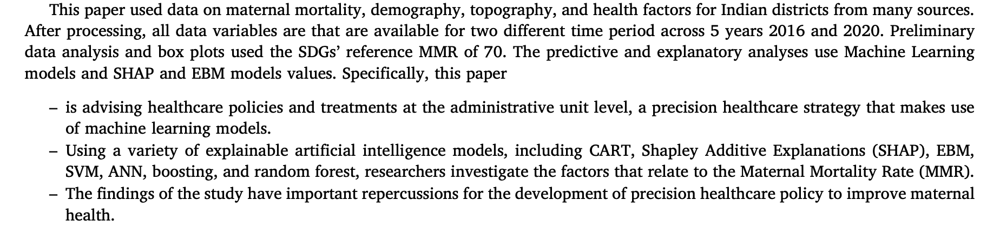 This paper used data on maternal mortality, demography, topography, and health factors for Indian districts from many sources.
After processing, all data variables are that are available for two different time period across 5 years 2016 and 2020. Preliminary
data analysis and box plots used the SDGs’ reference MMR of 70. The predictive and explanatory analyses use Machine Learning
models and SHAP and EBM models values. Specifically, this paper
– is advising healthcare policies and treatments at the administrative unit level, a precision healthcare strategy that makes use
of machine learning models.
– Using a variety of explainable artificial intelligence models, including CART, Shapley Additive Explanations (SHAP), EBM,
SVM, ANN, boosting, and random forest, researchers investigate the factors that relate to the Maternal Mortality Rate (MMR).
– The findings of the study have important repercussions for the development of precision healthcare policy to improve maternal
health.